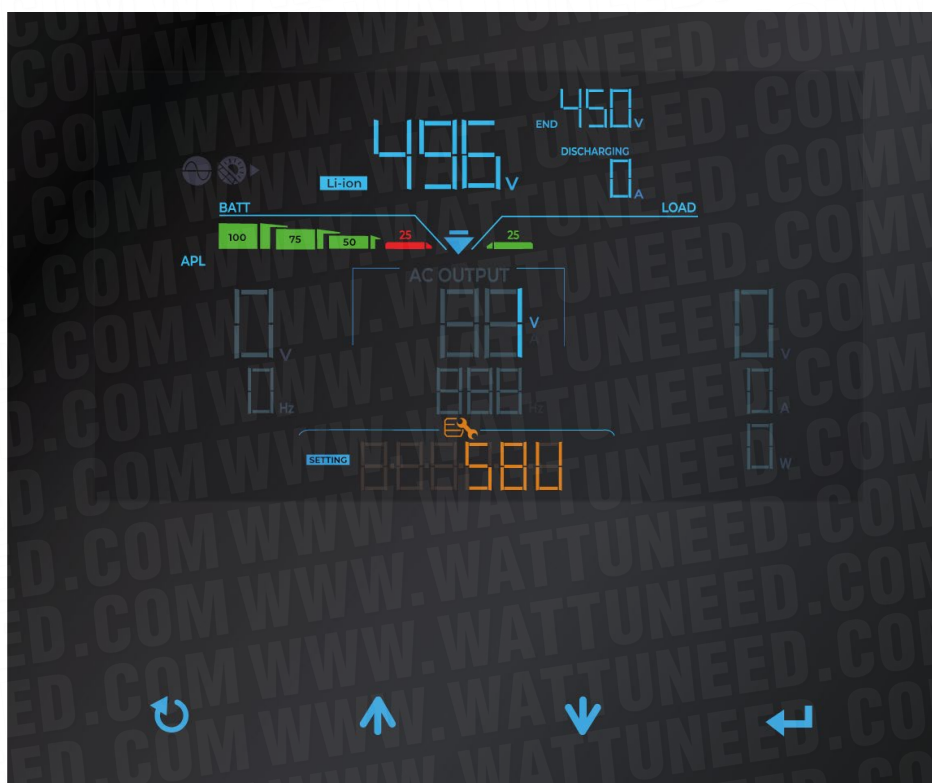 WWW.WATTUNEED.COM
END 450 V
496 V
DISCHARGING
0 A
Li-ion
BATT LOAD
100 75 50 25 25
APL
AC OUTPUT
0 V 88 V A 0 V
0 Hz 888 Hz 0 A
SETTING 888 SBU 0 W